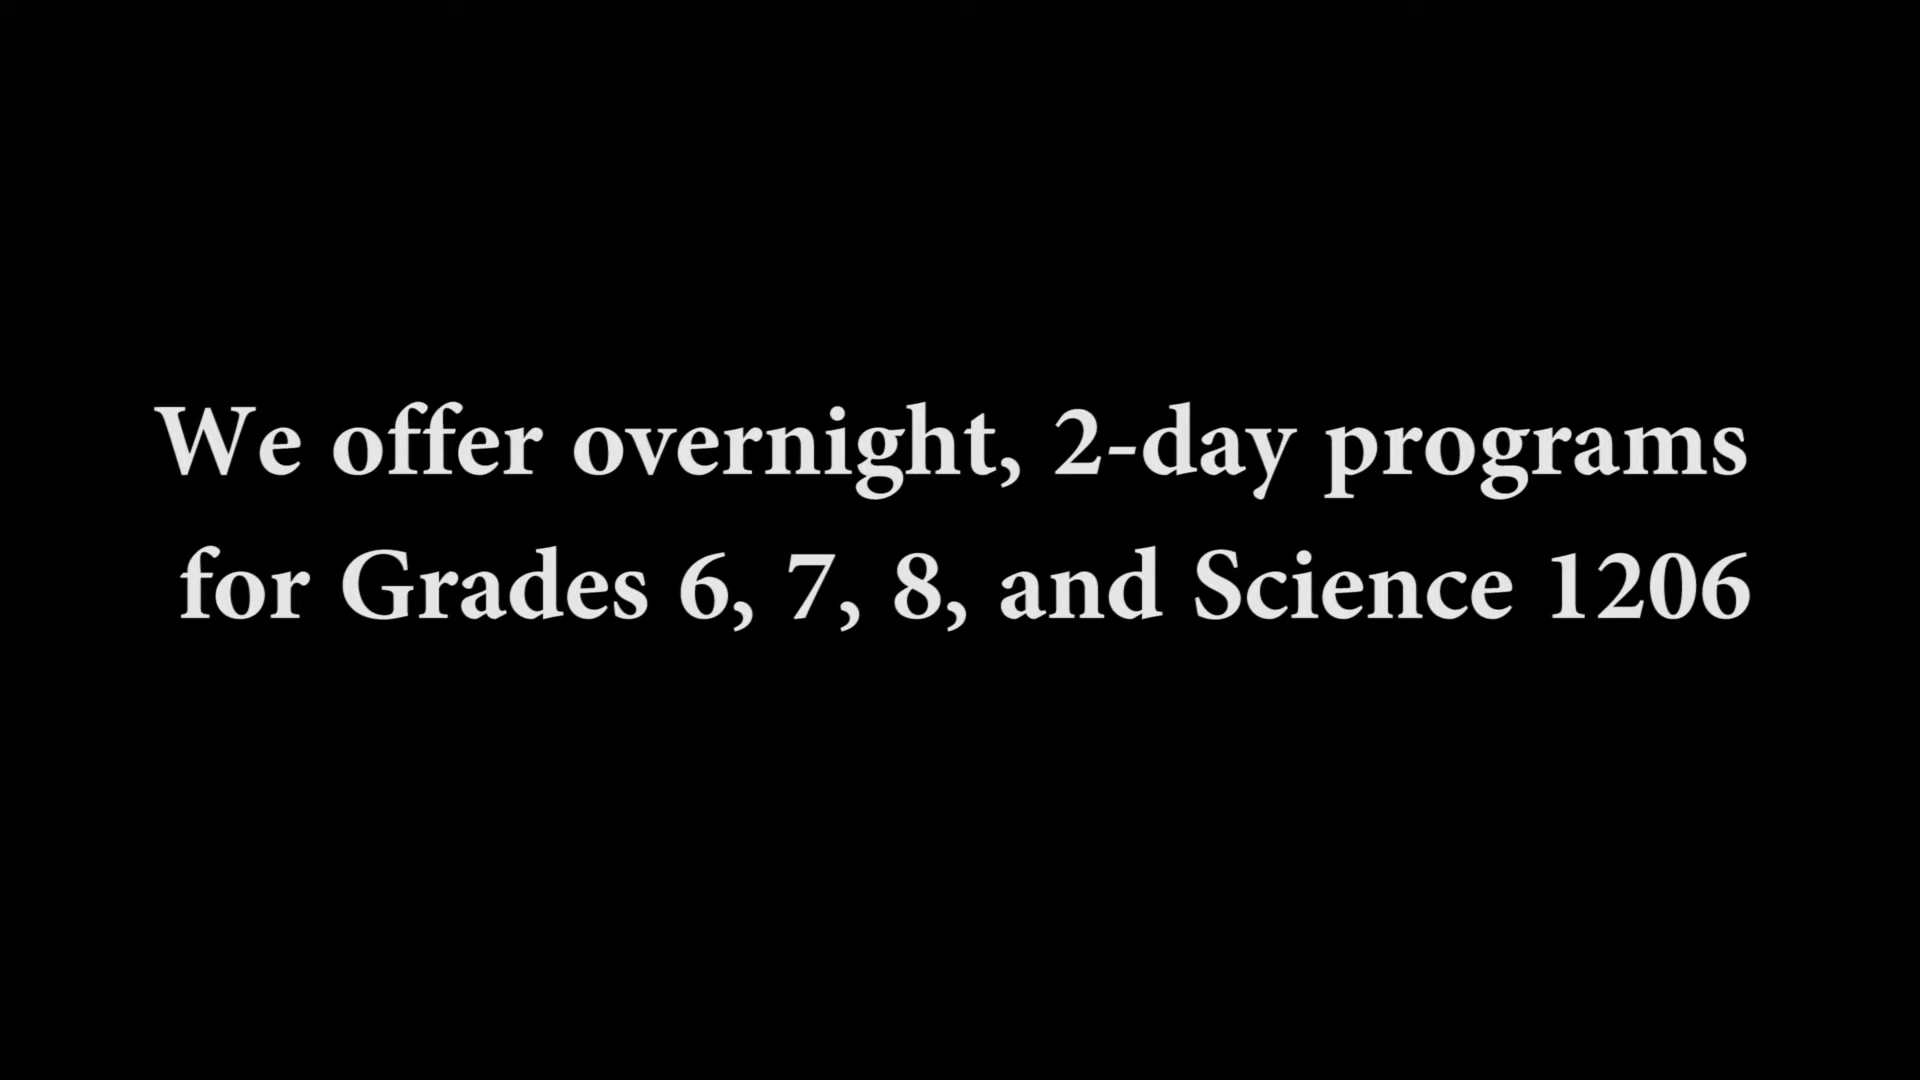 We offer overnight, 2-day programs
for Grades 6, 7, 8, and Science 1206